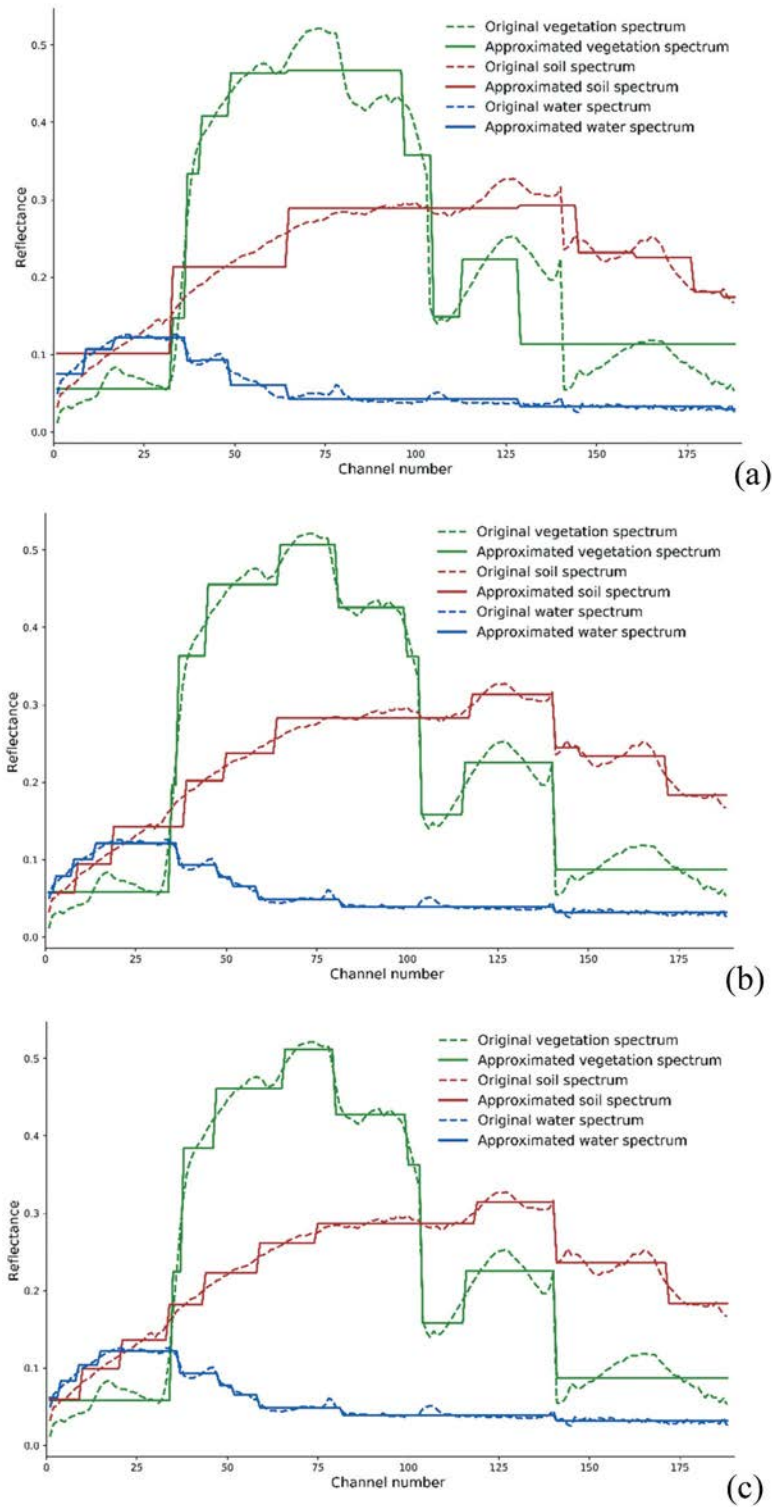 Original vegetation spectrum
Approximated vegetation spectrum
Original soil spectrum
Approximated soil spectrum
Original water spectrum
Approximated water spectrum
0.5
0.4
0.3
0.2
0.1
0.0
Reflectance
0 25 50 75 100 125 150 175
Channel number
(a)
Original vegetation spectrum
Approximated vegetation spectrum
Original soil spectrum
Approximated soil spectrum
Original water spectrum
Approximated water spectrum
0.5
0.4
0.3
0.2
0.1
0.0
Reflectance
0 25 50 75 100 125 150 175
Channel number
(b)
Original vegetation spectrum
Approximated vegetation spectrum
Original soil spectrum
Approximated soil spectrum
Original water spectrum
Approximated water spectrum
0.5
0.4
0.3
0.2
0.1
0.0
Reflectance
0 25 50 75 100 125 150 175
Channel number
(c)